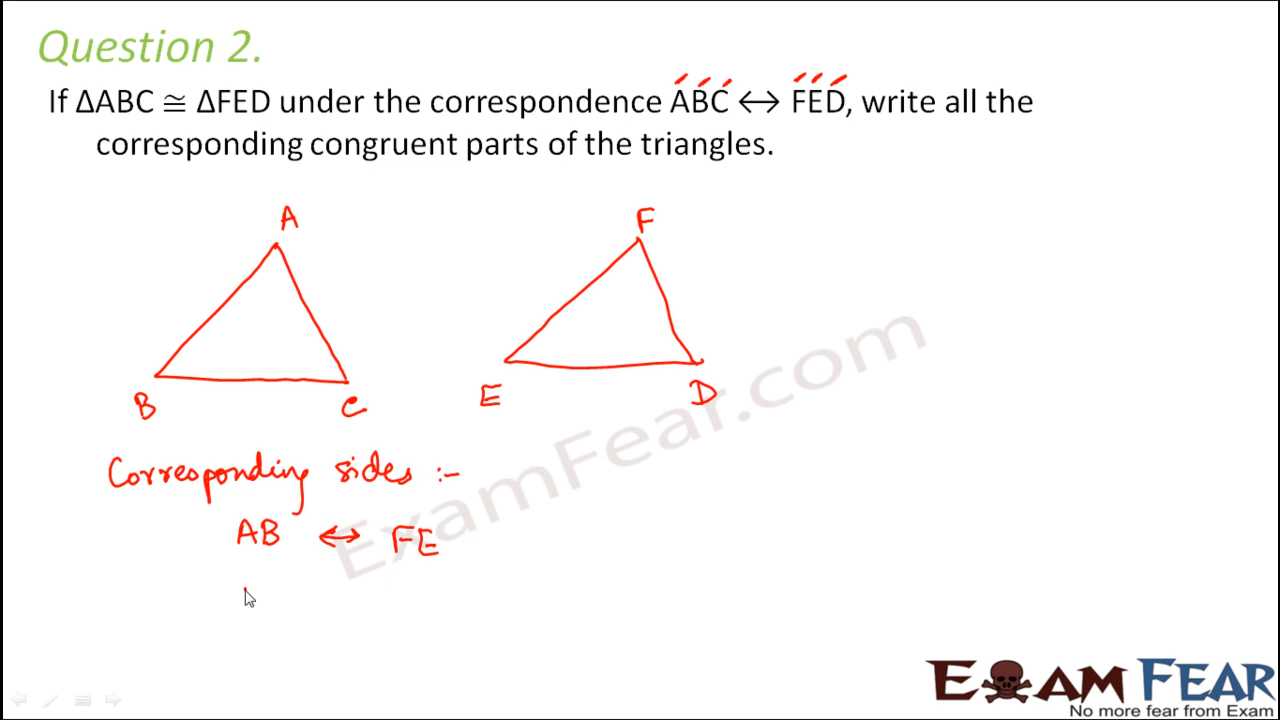 Question 2.
If ΔABC ≅ ΔFED under the correspondence ABC ↔ FED, write all the
corresponding congruent parts of the triangles.
A
F
B
C
E
D
Corresponding sides :-
AB ↔ FE
ExamFear.com
EXAM FEAR
No more fear from Exam